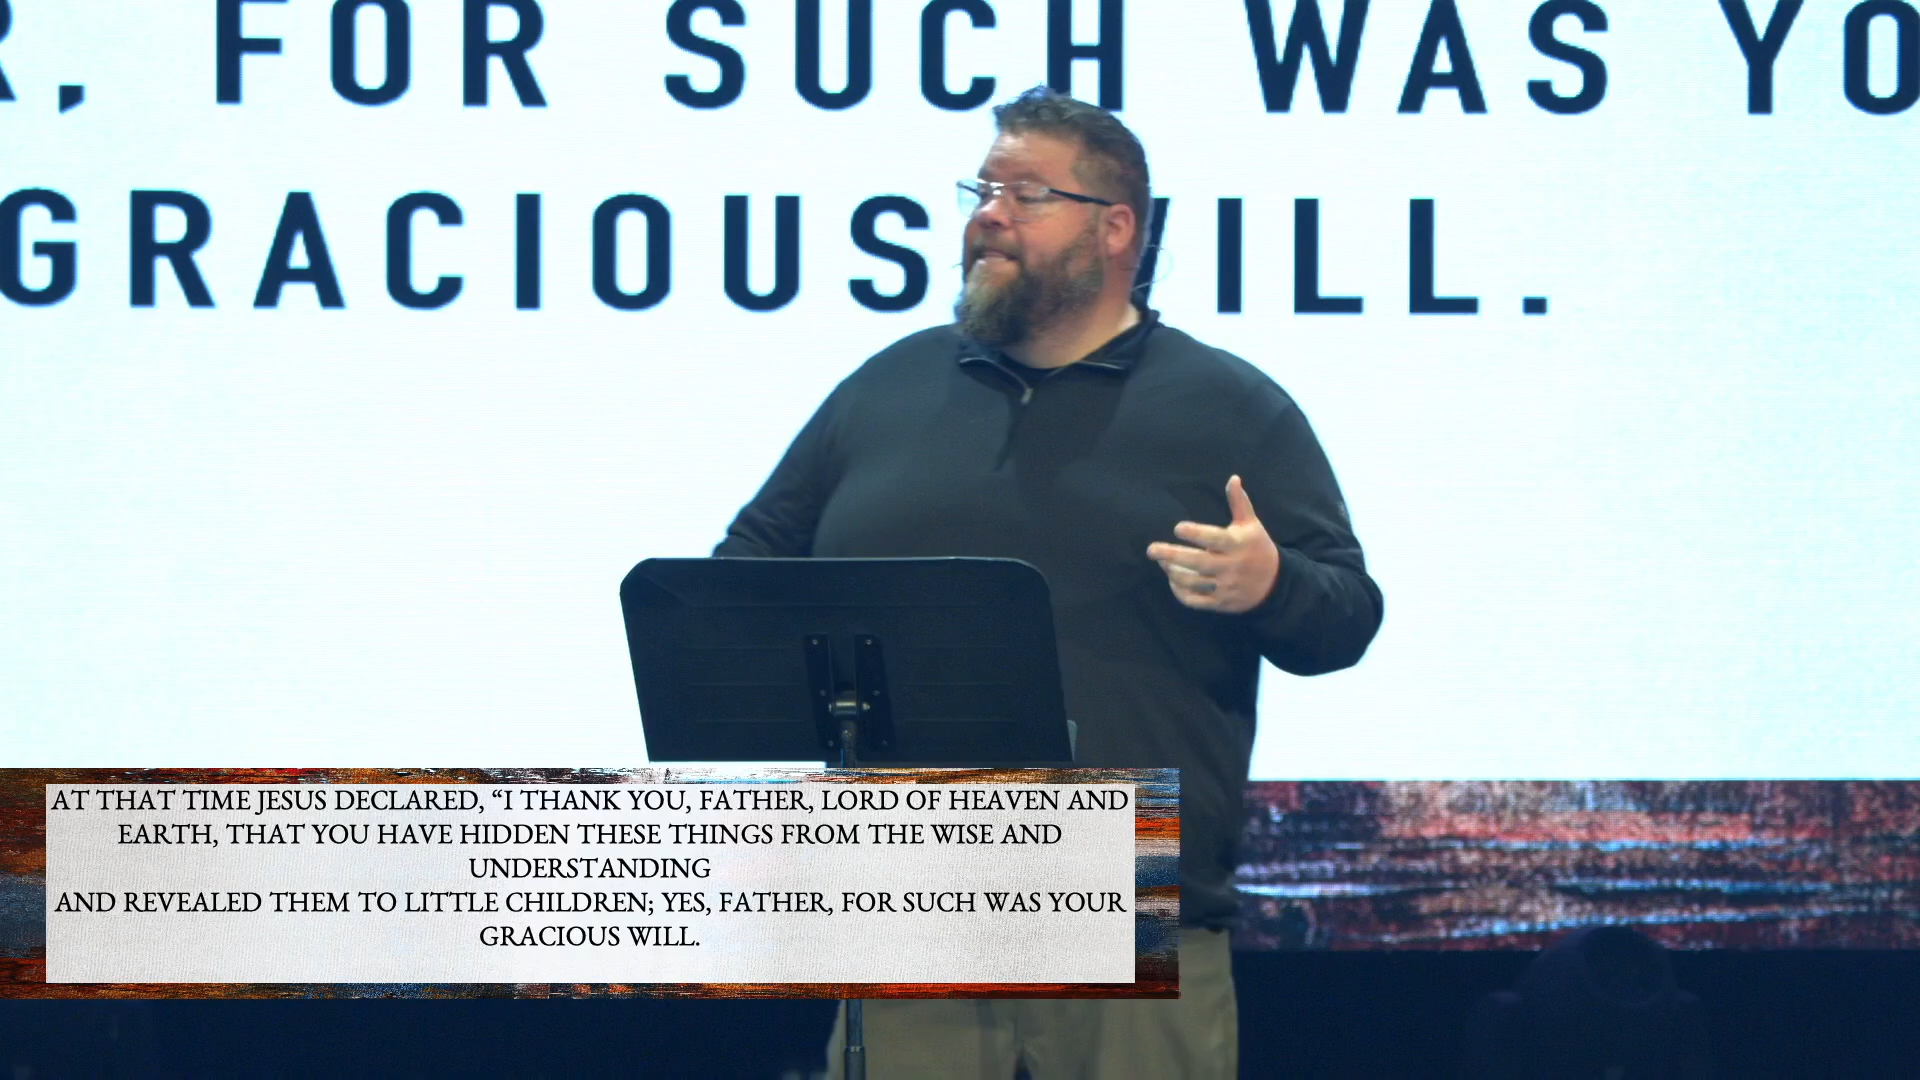 , FOR SUCH WAS YO
GRACIOUS WILL.
AT THAT TIME JESUS DECLARED, “I THANK YOU, FATHER, LORD OF HEAVEN AND
EARTH, THAT YOU HAVE HIDDEN THESE THINGS FROM THE WISE AND
UNDERSTANDING
AND REVEALED THEM TO LITTLE CHILDREN; YES, FATHER, FOR SUCH WAS YOUR
GRACIOUS WILL.